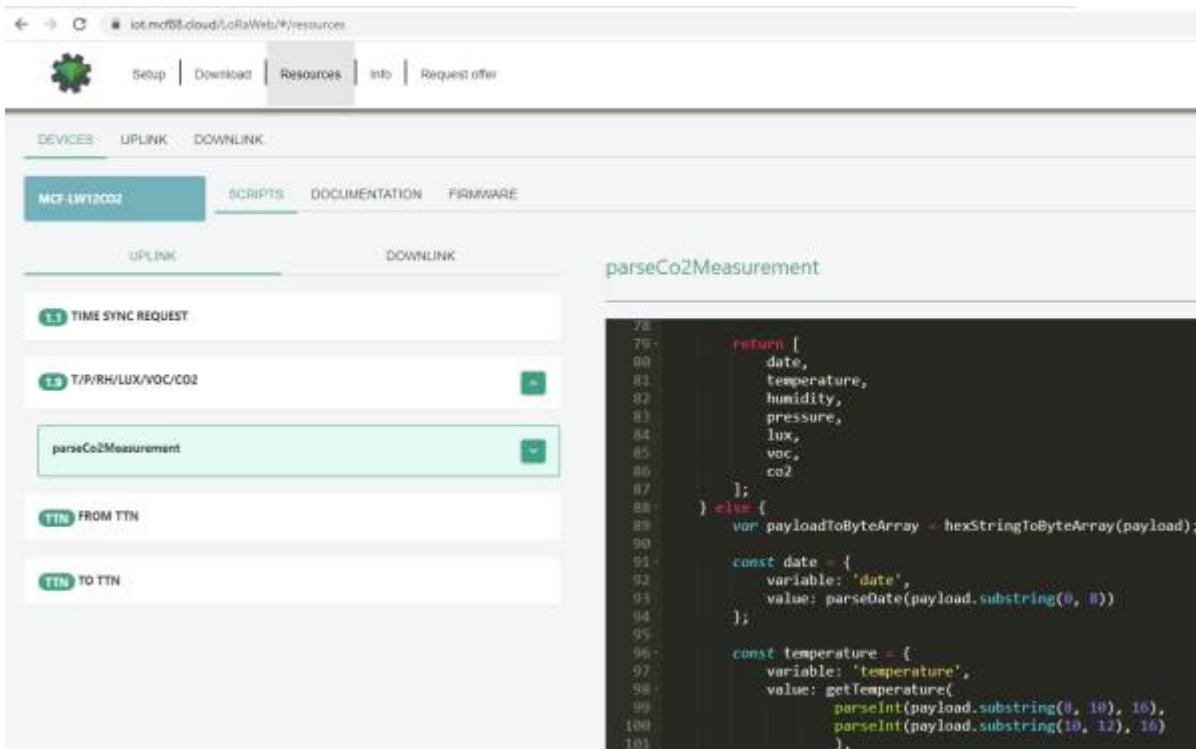 iot.mcf88.cloud/LoRaWeb/#/resources
Setup | Download | Resources | Info | Request offer
DEVICES UPLINK DOWNLINK
MCF-LW12CO2 SCRIPTS DOCUMENTATION FIRMWARE
UPLINK DOWNLINK
1.1 TIME SYNC REQUEST
1.9 T/P/RH/LUX/VOC/CO2
parseCo2Measurement
TTN FROM TTN
TTN TO TTN
parseCo2Measurement
78
79 return [
80 date,
81 temperature,
82 humidity,
83 pressure,
84 lux,
85 voc,
86 co2
87 ];
88 } else {
89 var payloadToByteArray = hexStringToByteArray(payload);
90
91 const date = {
92 variable: 'date',
93 value: parseDate(payload.substring(0, 8))
94 };
95
96 const temperature = {
97 variable: 'temperature',
98 value: getTemperature(
99 parseInt(payload.substring(8, 10), 16),
100 parseInt(payload.substring(10, 12), 16)
101 ),